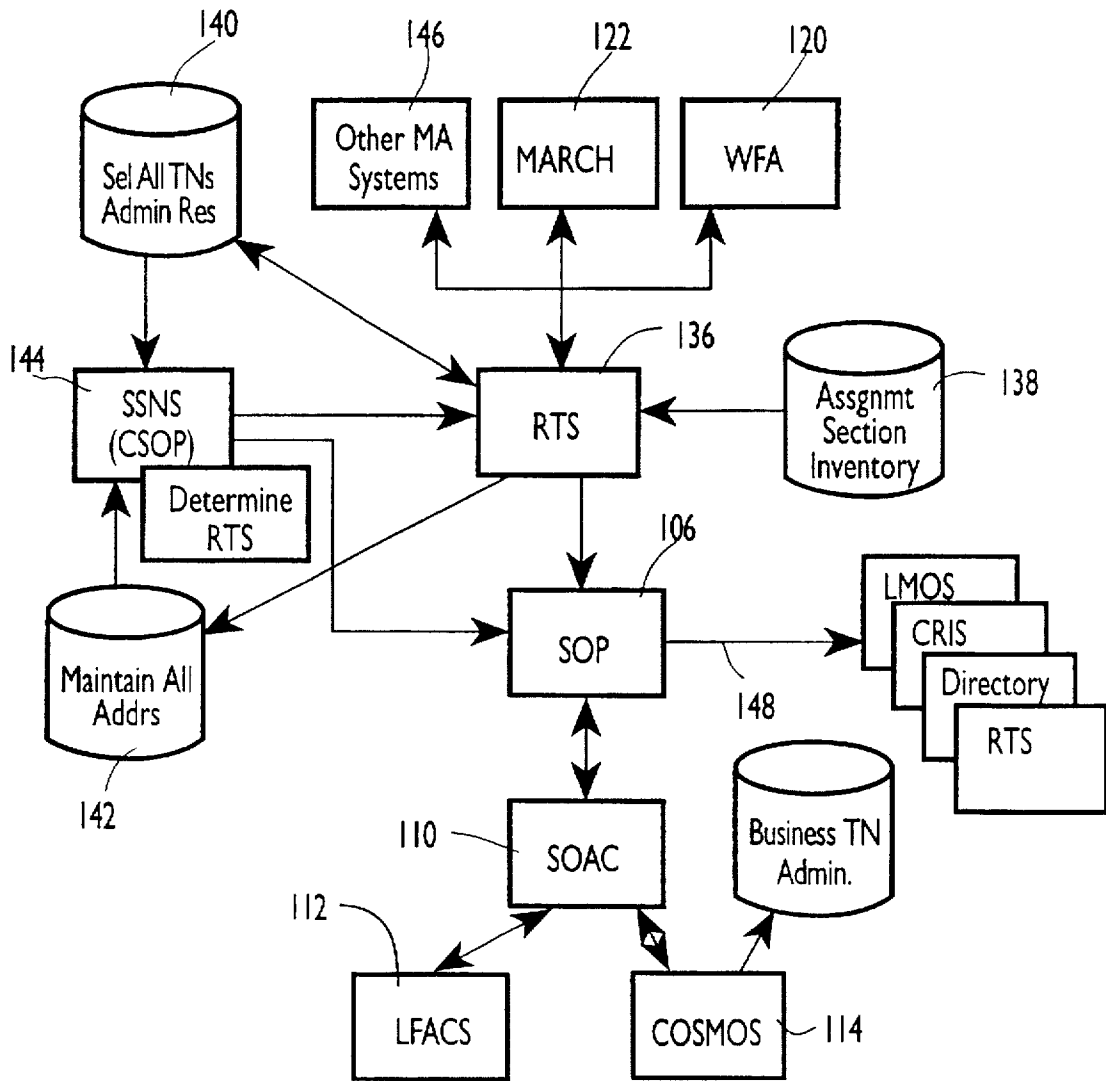 140
146
122
120
Other MA
Systems
MARCH
WFA
Sel All TNs
Admin Res
136
144
SSNS
(CSOP)
RTS
Assgnmt
Section
Inventory
138
Determine
RTS
106
SOP
LMOS
CRIS
Directory
RTS
148
Maintain All
Addrs
142
110
SOAC
Business TN
Admin.
112
LFACS
COSMOS
114